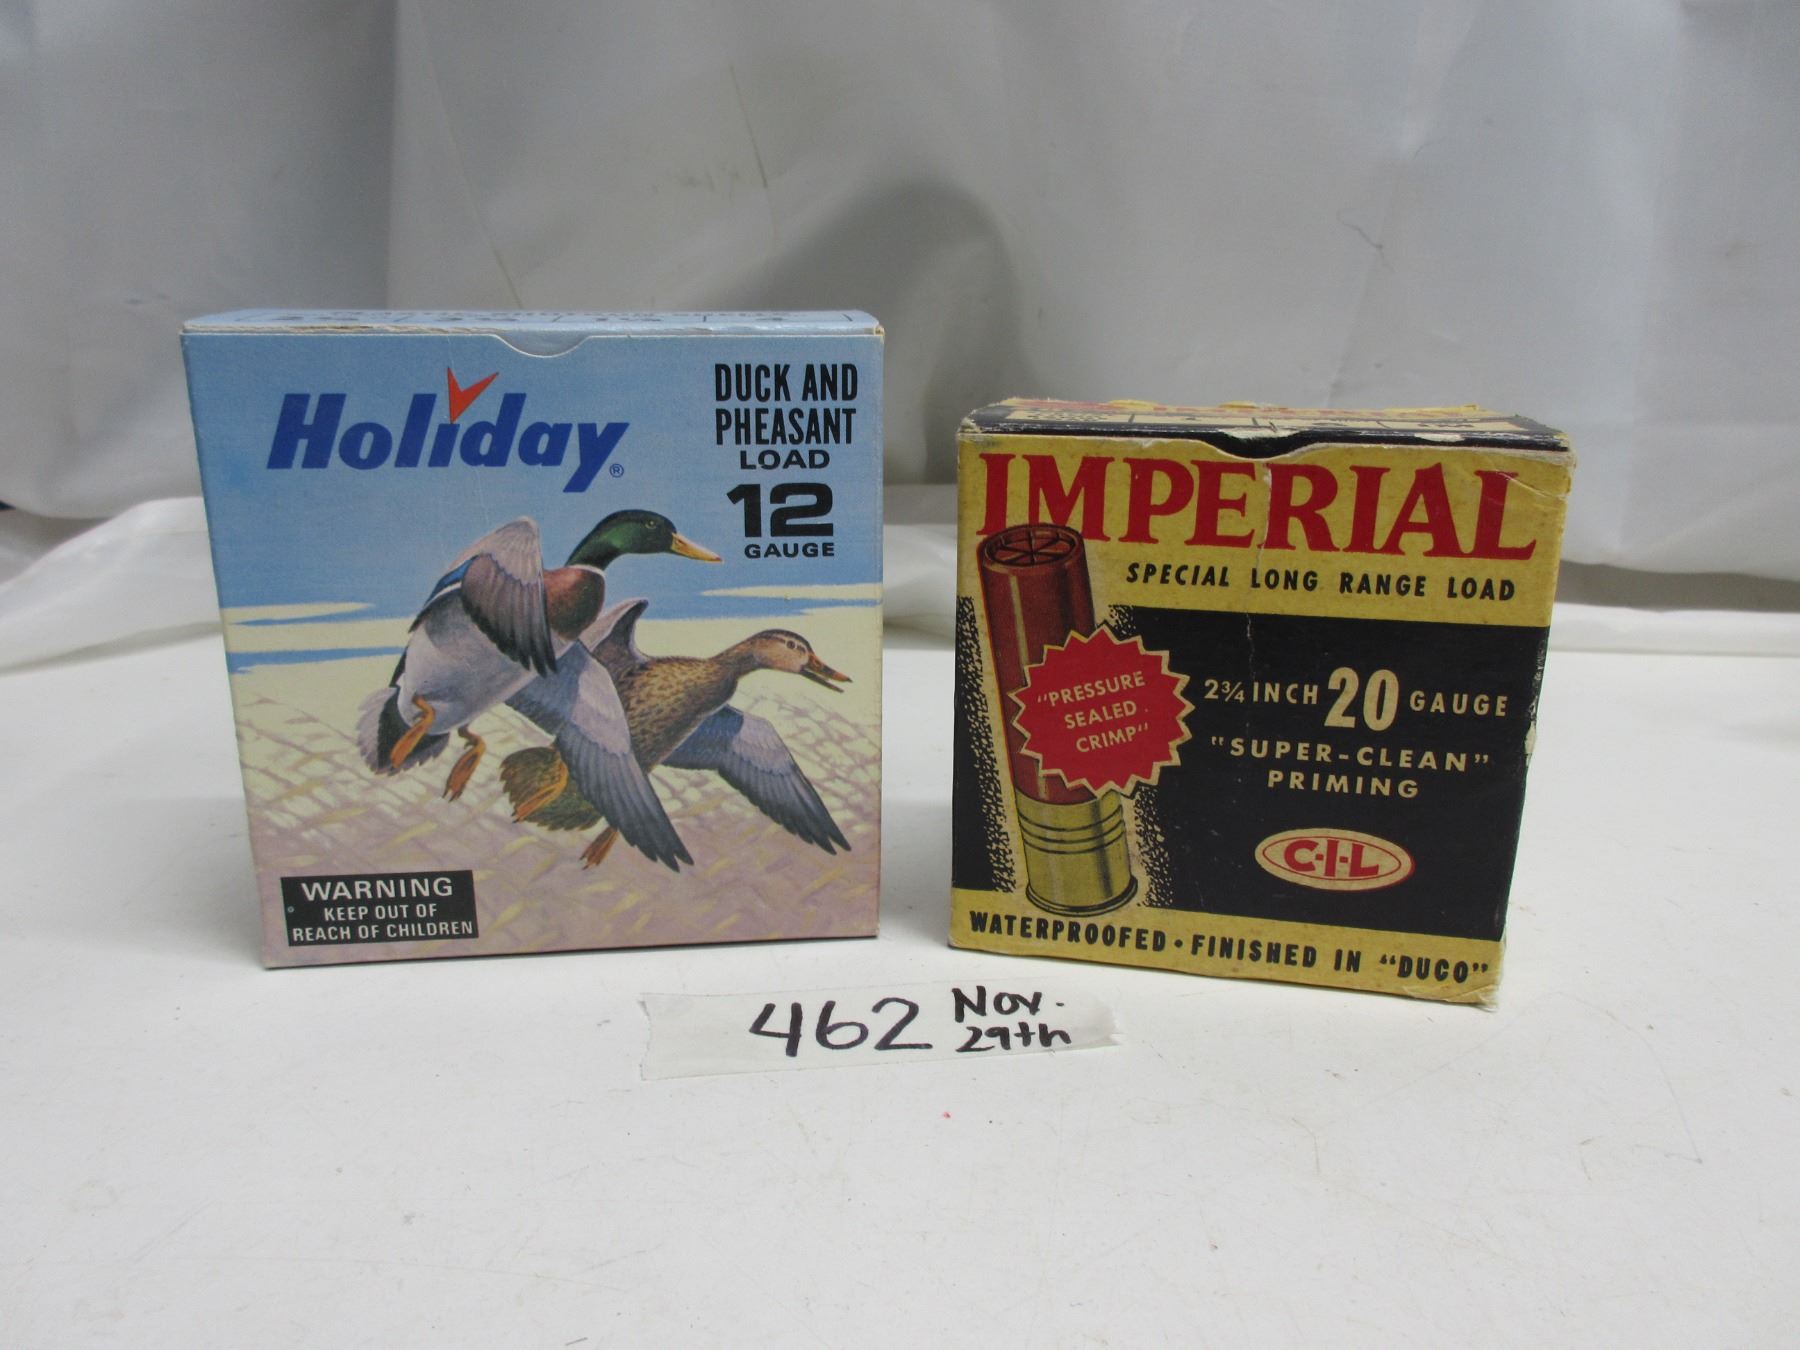 Holiday®
DUCK AND
PHEASANT
LOAD
12
GAUGE
WARNING
KEEP OUT OF
REACH OF CHILDREN
IMPERIAL
SPECIAL LONG RANGE LOAD
"PRESSURE
SEALED
CRIMP"
2¾ INCH 20 GAUGE
"SUPER-CLEAN"
PRIMING
C-I-L
WATERPROOFED • FINISHED IN "DUCO"
462 Nov.
29th